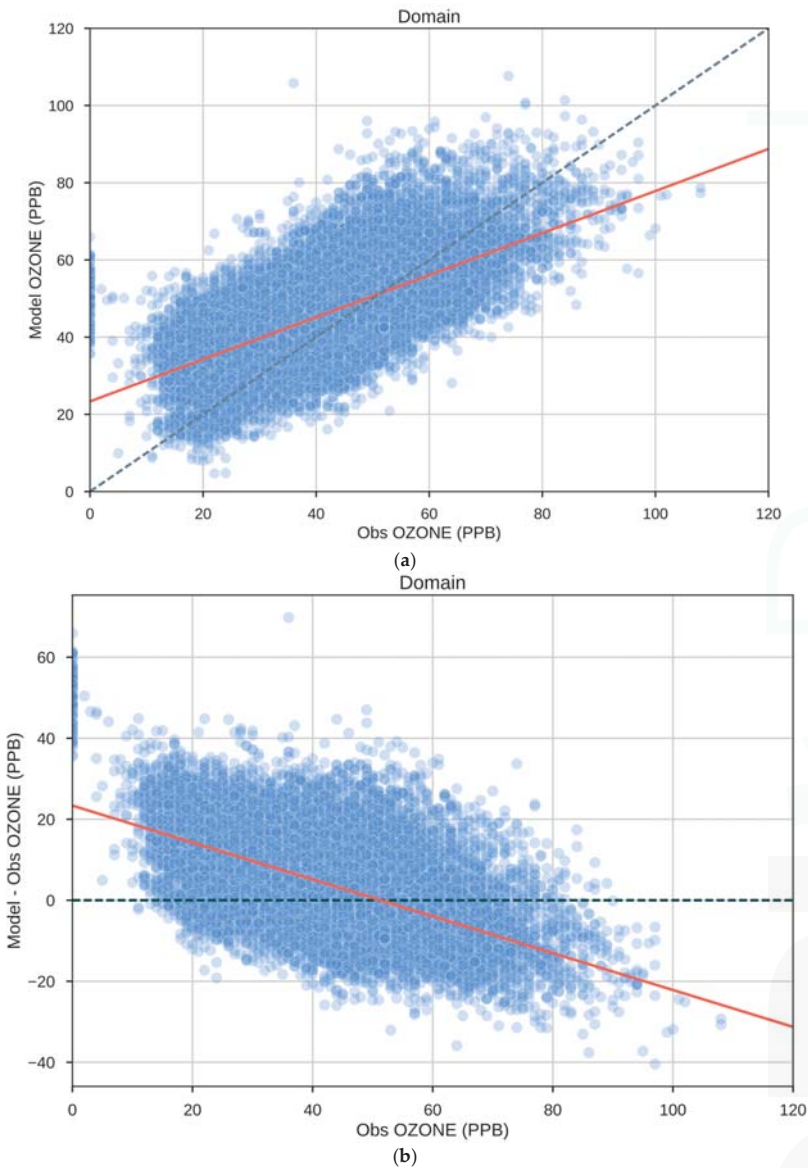 Domain
120
100
80
60
40
20
0
Model OZONE (PPB)
0 20 40 60 80 100 120
Obs OZONE (PPB)
(a)
Domain
60
40
20
0
−20
−40
Model - Obs OZONE (PPB)
0 20 40 60 80 100 120
Obs OZONE (PPB)
(b)